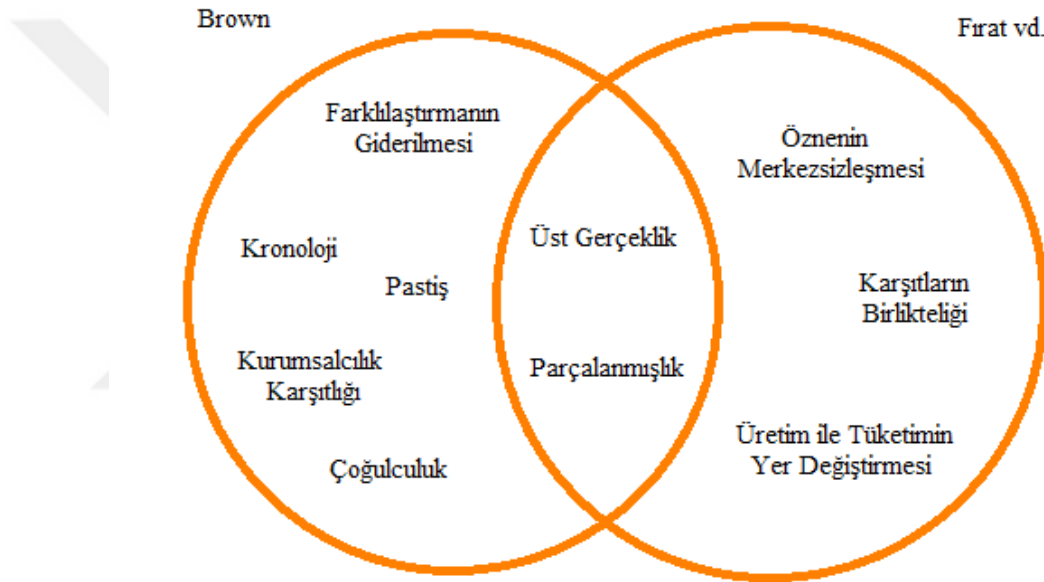 Brown
Fırat vd.
Farklılaştırmanın
Giderilmesi
Kronoloji
Pastiş
Kurumsalcılık
Karşıtlığı
Çoğulculuk
Üst Gerçeklik
Parçalanmışlık
Öznenin
Merkezsizleşmesi
Karşıtların
Birlikteliği
Üretim ile Tüketimin
Yer Değiştirmesi